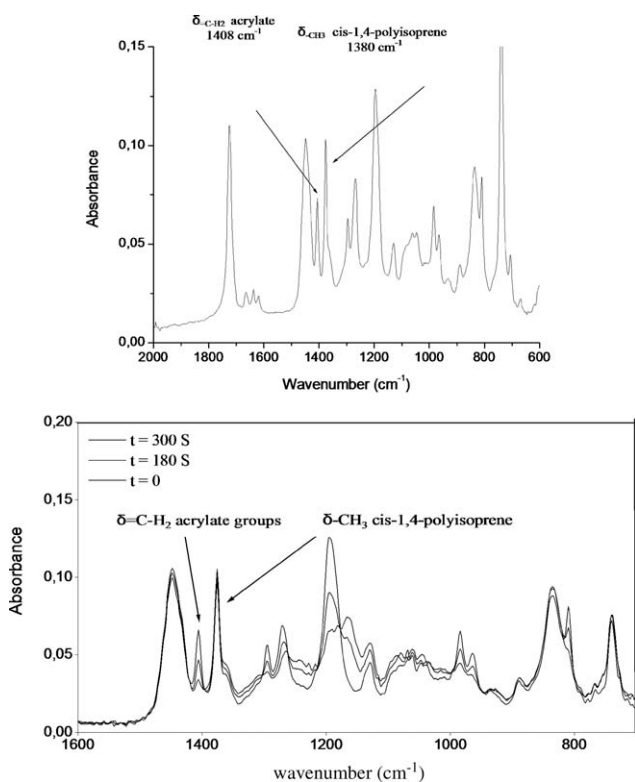 δ-C-H2 acrylate
1408 cm-1
δ-CH3 cis-1,4-polyisoprene
1380 cm-1
0,15
0,10
0,05
0,00
Absorbance
2000 1800 1600 1400 1200 1000 800 600
Wavenumber (cm-1)
0,20
0,15
0,10
0,05
0,00
Absorbance
t = 300 S
t = 180 S
t = 0
δ=C-H2 acrylate groups
δ-CH3 cis-1,4-polyisoprene
1600 1400 1200 1000 800
wavenumber (cm-1)